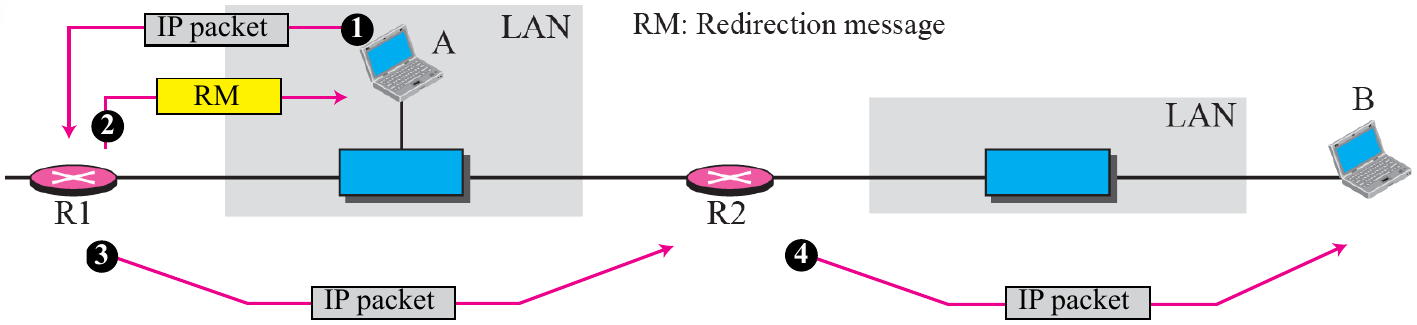 IP packet
1
A
LAN
RM: Redirection message
RM
2
LAN
B
R1
R2
3
IP packet
4
IP packet